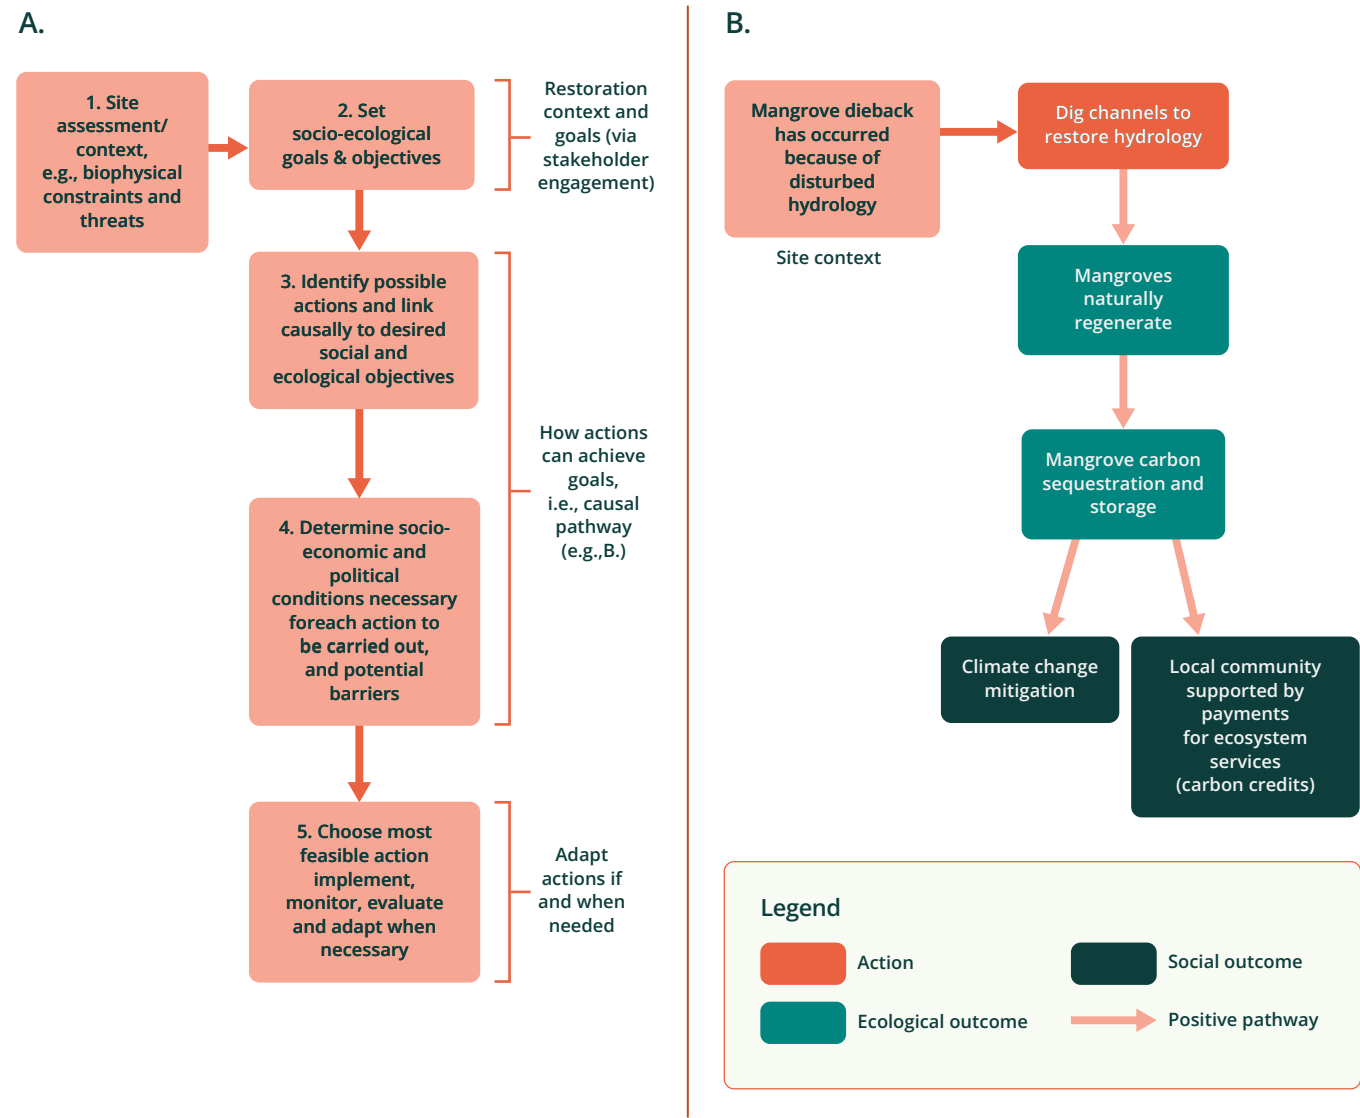 A.
1. Site
assessment/
context,
e.g., biophysical
constraints and
threats
2. Set
socio-ecological
goals & objectives
Restoration
context and
goals (via
stakeholder
engagement)
3. Identify possible
actions and link
causally to desired
social and
ecological objectives
How actions
can achieve
goals,
i.e., causal
pathway
(e.g.,B.)
4. Determine socio-
economic and
political
conditions necessary
foreach action to
be carried out,
and potential
barriers
5. Choose most
feasible action
implement,
monitor, evaluate
and adapt when
necessary
Adapt
actions if
and when
needed
B.
Mangrove dieback
has occurred
because of
disturbed
hydrology
Site context
Dig channels to
restore hydrology
Mangroves
naturally
regenerate
Mangrove carbon
sequestration and
storage
Climate change
mitigation
Local community
supported by
payments
for ecosystem
services
(carbon credits)
Legend
Action
Social outcome
Ecological outcome
Positive pathway